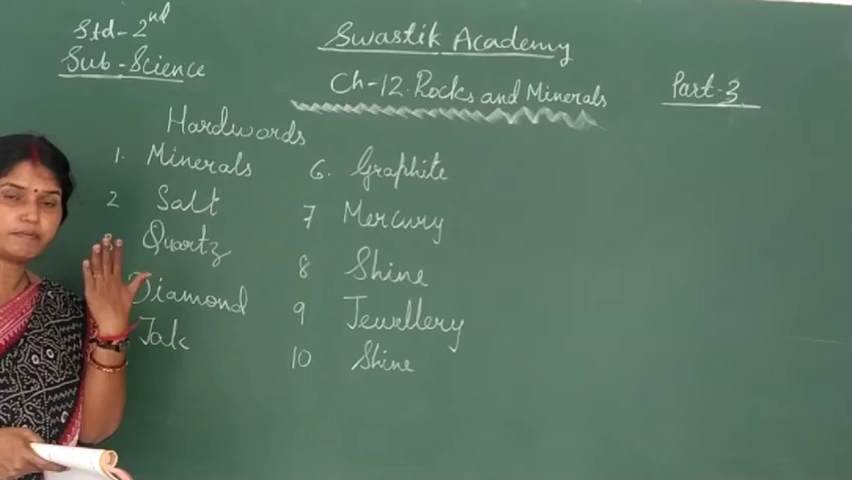 Std-2nd
Sub-Science
Swastik Academy
Ch-12. Rocks and Minerals
Part-3
Hardwords
1. Minerals
2 Salt
3. Quartz
Diamond
Talc
6. Graphite
7 Mercury
8 Shine
9 Jewellery
10 Shine